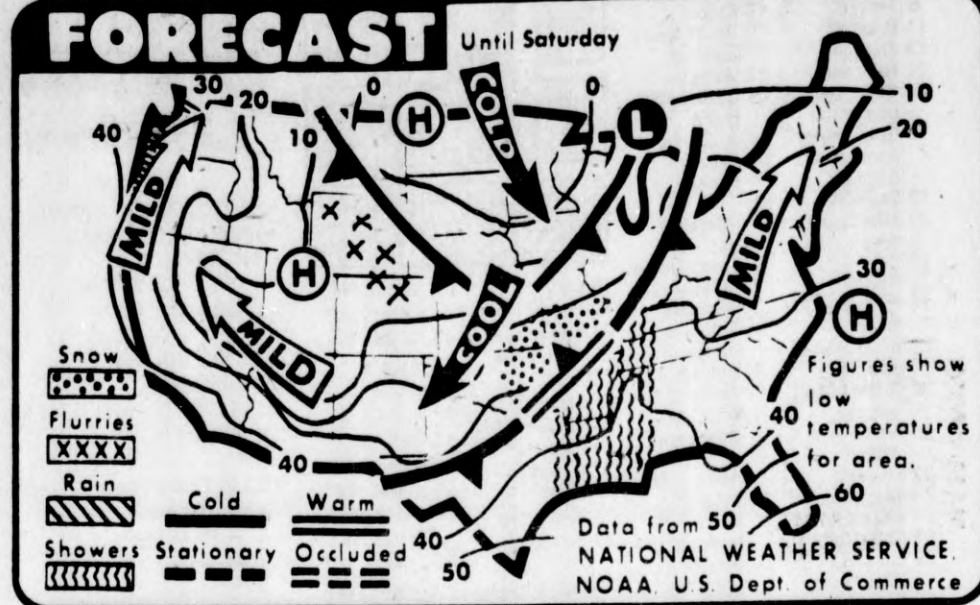 FORECAST
Until Saturday
30
20
10
0
0
10
20
40
COLD
H
L
MILD
MILD
H
30
H
COOL
MILD
Snow
Flurries
XXXX
Rain
Showers
Cold
Warm
Stationary
Occluded
40
40
50
Figures show
low
temperatures
for area.
40
60
50
Data from
NATIONAL WEATHER SERVICE,
NOAA, U.S. Dept. of Commerce